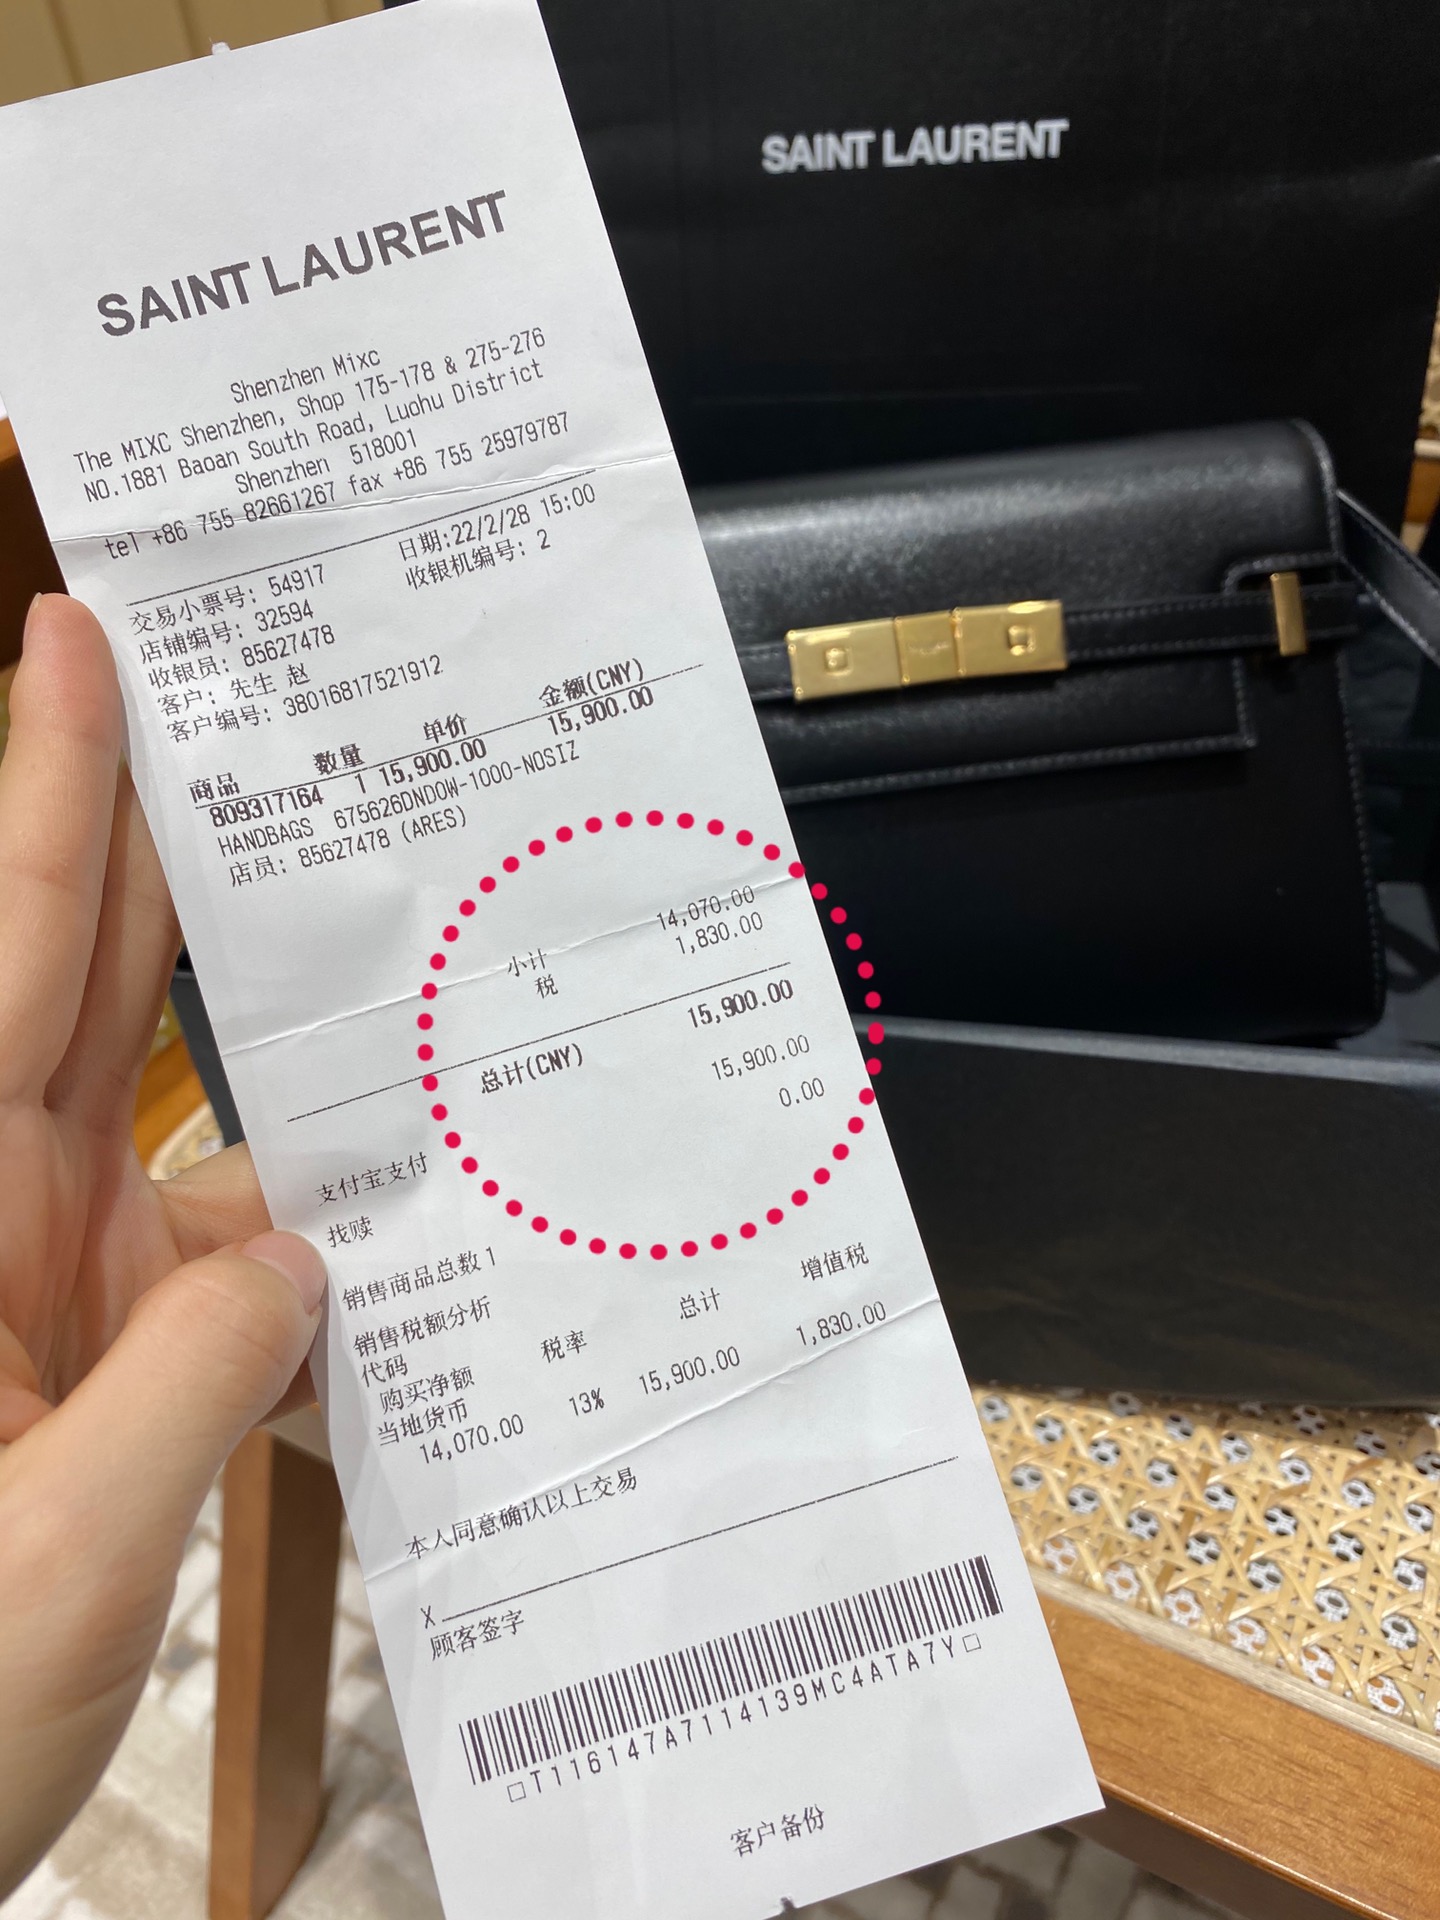 SAINT LAURENT
SAINT LAURENT
Shenzhen Mixc
The MIXC Shenzhen, Shop 175-178 & 275-276
NO.1881 Baoan South Road, Luohu District
Shenzhen 518001
tel +86 755 82661267 fax +86 755 25979787
交易小票号: 54917 日期:22/2/28 15:00
店铺编号: 32594 收银机编号: 2
收银员: 85627478
客户: 先生 赵
客户编号: 38016817521912
商品 数量 单价 金额(CNY)
809317164 1 15,900.00 15,900.00
HANDBAGS 675626DNDOW-1000-NOSIZ
店员: 85627478 (ARES)
小计 14,070.00
税 1,830.00
总计(CNY) 15,900.00
支付宝支付 15,900.00
找赎 0.00
销售商品总数 1
销售税额分析
代码 税率 总计 增值税
购买净额
当地货币 13% 15,900.00 1,830.00
14,070.00
本人同意确认以上交易
X
顾客签字
T116147A7114139MC4ATA7Y
客户备份